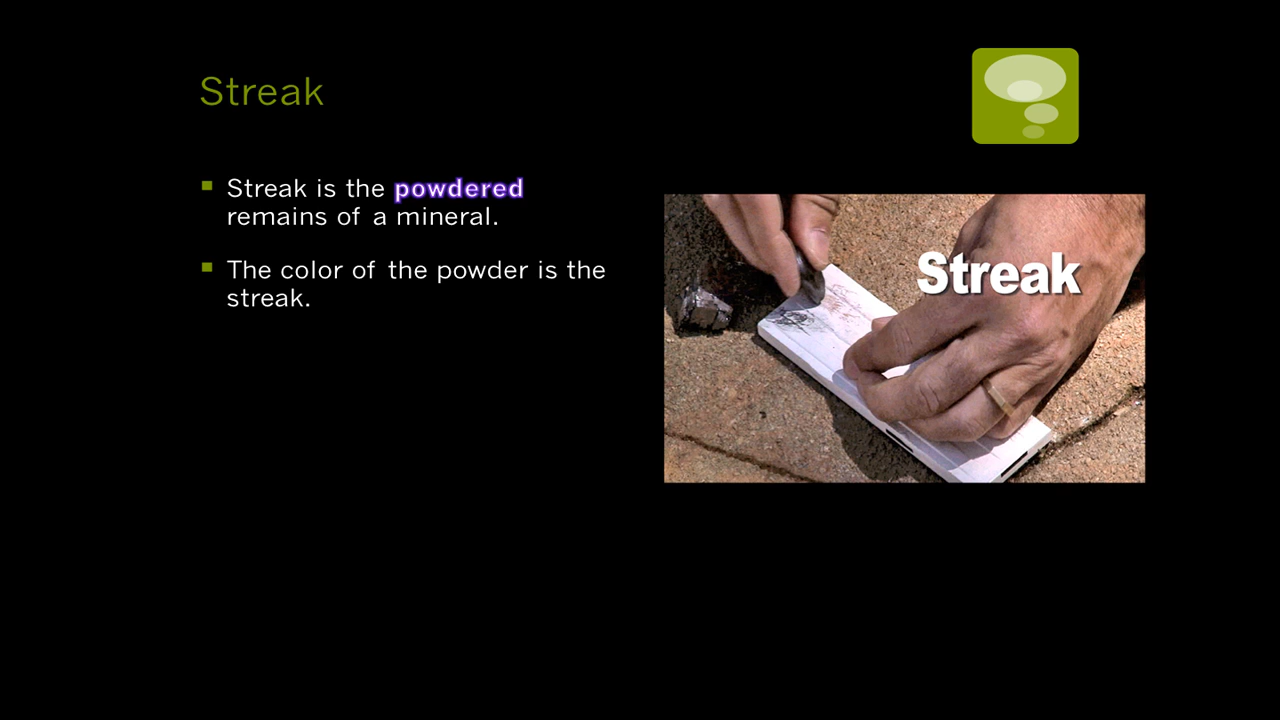 Streak
Streak is the powdered
remains of a mineral.
The color of the powder is the
streak.
Streak